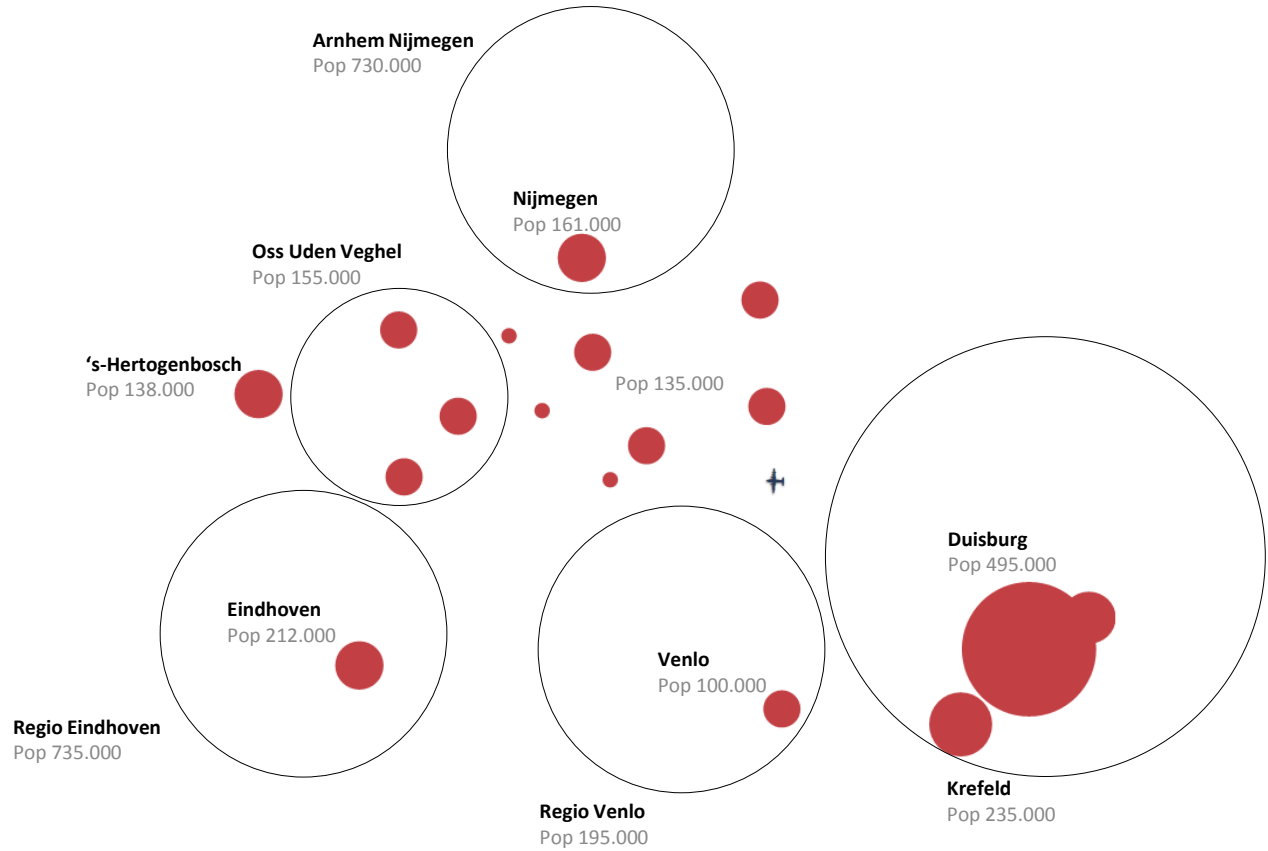 Arnhem Nijmegen
Pop 730.000
Nijmegen
Pop 161.000
Oss Uden Veghel
Pop 155.000
‘s-Hertogenbosch
Pop 138.000
Pop 135.000
Duisburg
Pop 495.000
Eindhoven
Pop 212.000
Venlo
Pop 100.000
Regio Eindhoven
Pop 735.000
Krefeld
Pop 235.000
Regio Venlo
Pop 195.000